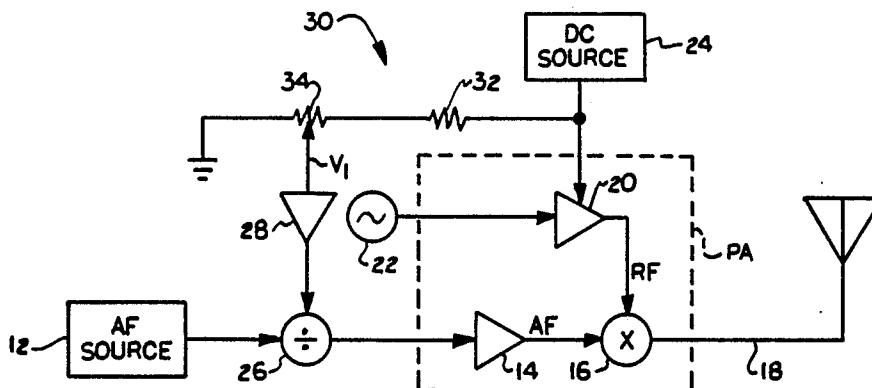 30
DC
SOURCE
24
34
32
V1
20
28
22
RF
PA
12
AF
SOURCE
÷
26
AF
14
16
X
18